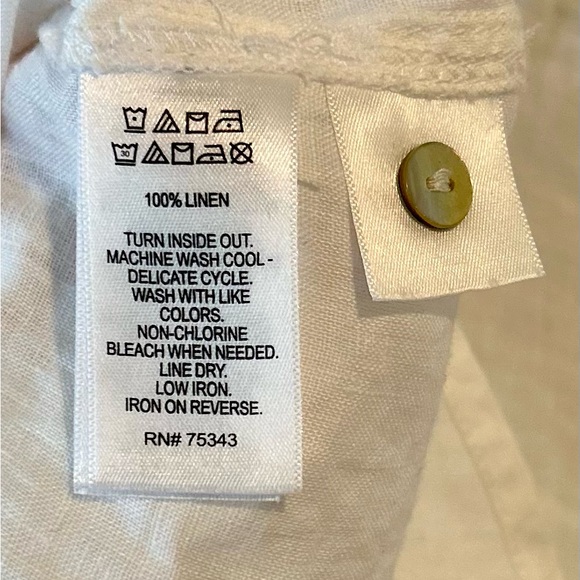 30
100% LINEN
TURN INSIDE OUT.
MACHINE WASH COOL -
DELICATE CYCLE.
WASH WITH LIKE
COLORS.
NON-CHLORINE
BLEACH WHEN NEEDED.
LINE DRY.
LOW IRON.
IRON ON REVERSE.
RN# 75343